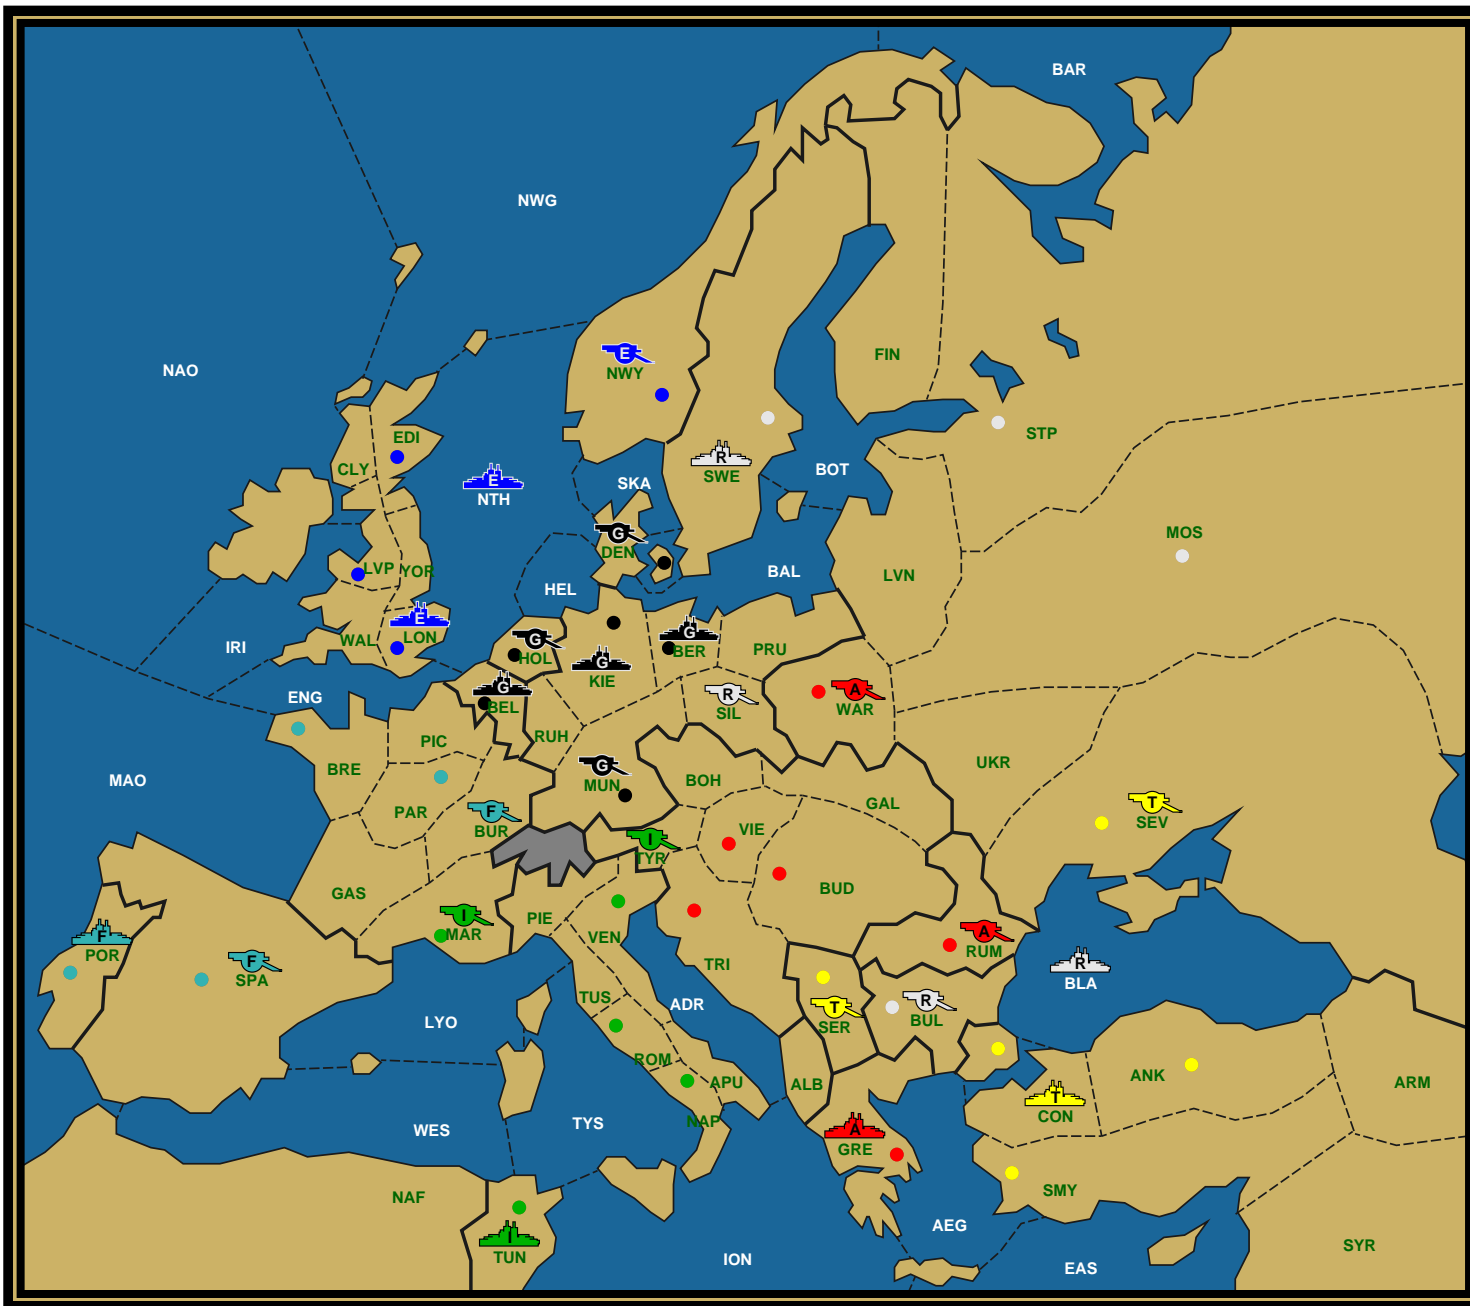 BAR
NWG
E
NWY
FIN
NAO
STP
EDI
CLY
R
SWE
BOT
SKA
E
NTH
MOS
G
DEN
LVP
YOR
HEL
BAL
LVN
E
LON
WAL
IRI
G
HOL
G
BER
PRU
G
KIE
ENG
G
BEL
R
SIL
A
WAR
PIC
RUH
UKR
BRE
MAO
G
MUN
BOH
GAL
T
SEV
PAR
F
BUR
VIE
I
TYR
BUD
GAS
I
MAR
PIE
VEN
F
POR
F
SPA
TRI
A
RUM
R
BLA
TUS
ADR
R
BUL
T
SER
LYO
ROM
APU
ALB
ANK
ARM
T
CON
NAP
WES
TYS
A
GRE
NAF
SMY
AEG
I
TUN
ION
EAS
SYR